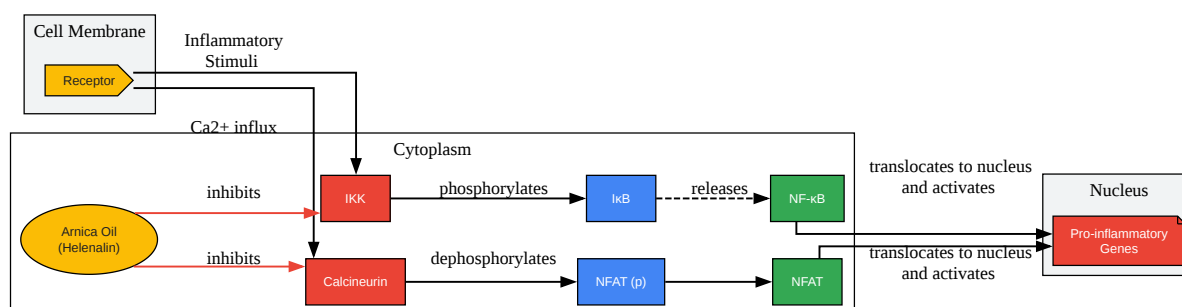 Cell Membrane
Receptor
Inflammatory
Stimuli
Ca2+ influx
Cytoplasm
inhibits
IKK
phosphorylates
IκB
releases
NF-κB
translocates to nucleus
and activates
Nucleus
Arnica Oil
(Helenalin)
Pro-inflammatory
Genes
inhibits
Calcineurin
dephosphorylates
NFAT (p)
NFAT
translocates to nucleus
and activates